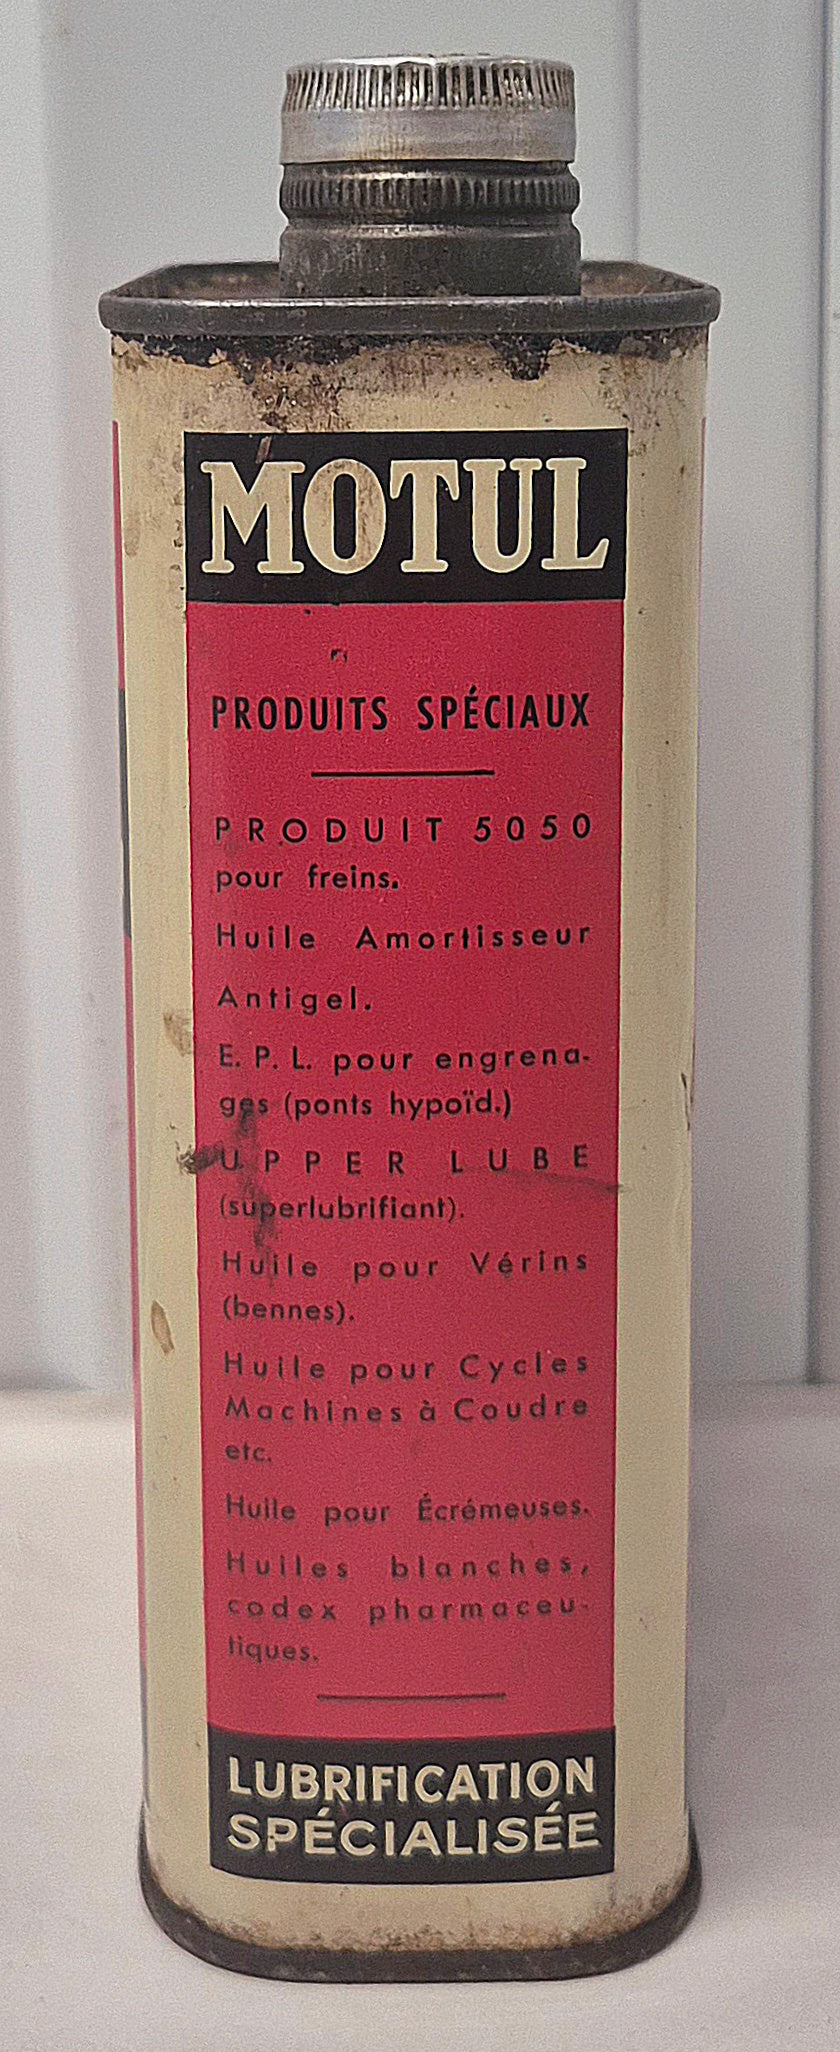 MOTUL
PRODUITS SPÉCIAUX
PRODUIT 5050
pour freins.
Huile Amortisseur
Antigel.
E. P. L. pour engrena-
ges (ponts hypoïd.)
UPPER LUBE
(superlubrifiant).
Huile pour Vérins
(bennes).
Huile pour Cycles
Machines à Coudre
etc.
Huile pour Écrémeuses.
Huiles blanches,
codex pharmaceu-
tiques.
LUBRIFICATION
SPÉCIALISÉE